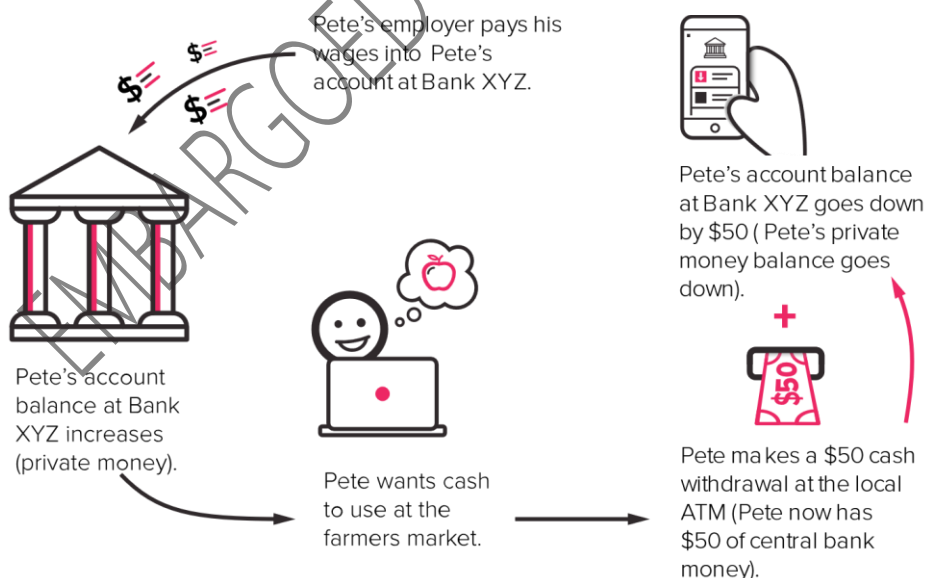 Pete's employer pays his
wages into Pete's
account at Bank XYZ.
EMBARGOED
Pete's account
balance at Bank
XYZ increases
(private money).
Pete wants cash
to use at the
farmers market.
Pete makes a $50 cash
withdrawal at the local
ATM (Pete now has
$50 of central bank
money).
$50
+
Pete's account balance
at Bank XYZ goes down
by $50 ( Pete's private
money balance goes
down).
$
$
$